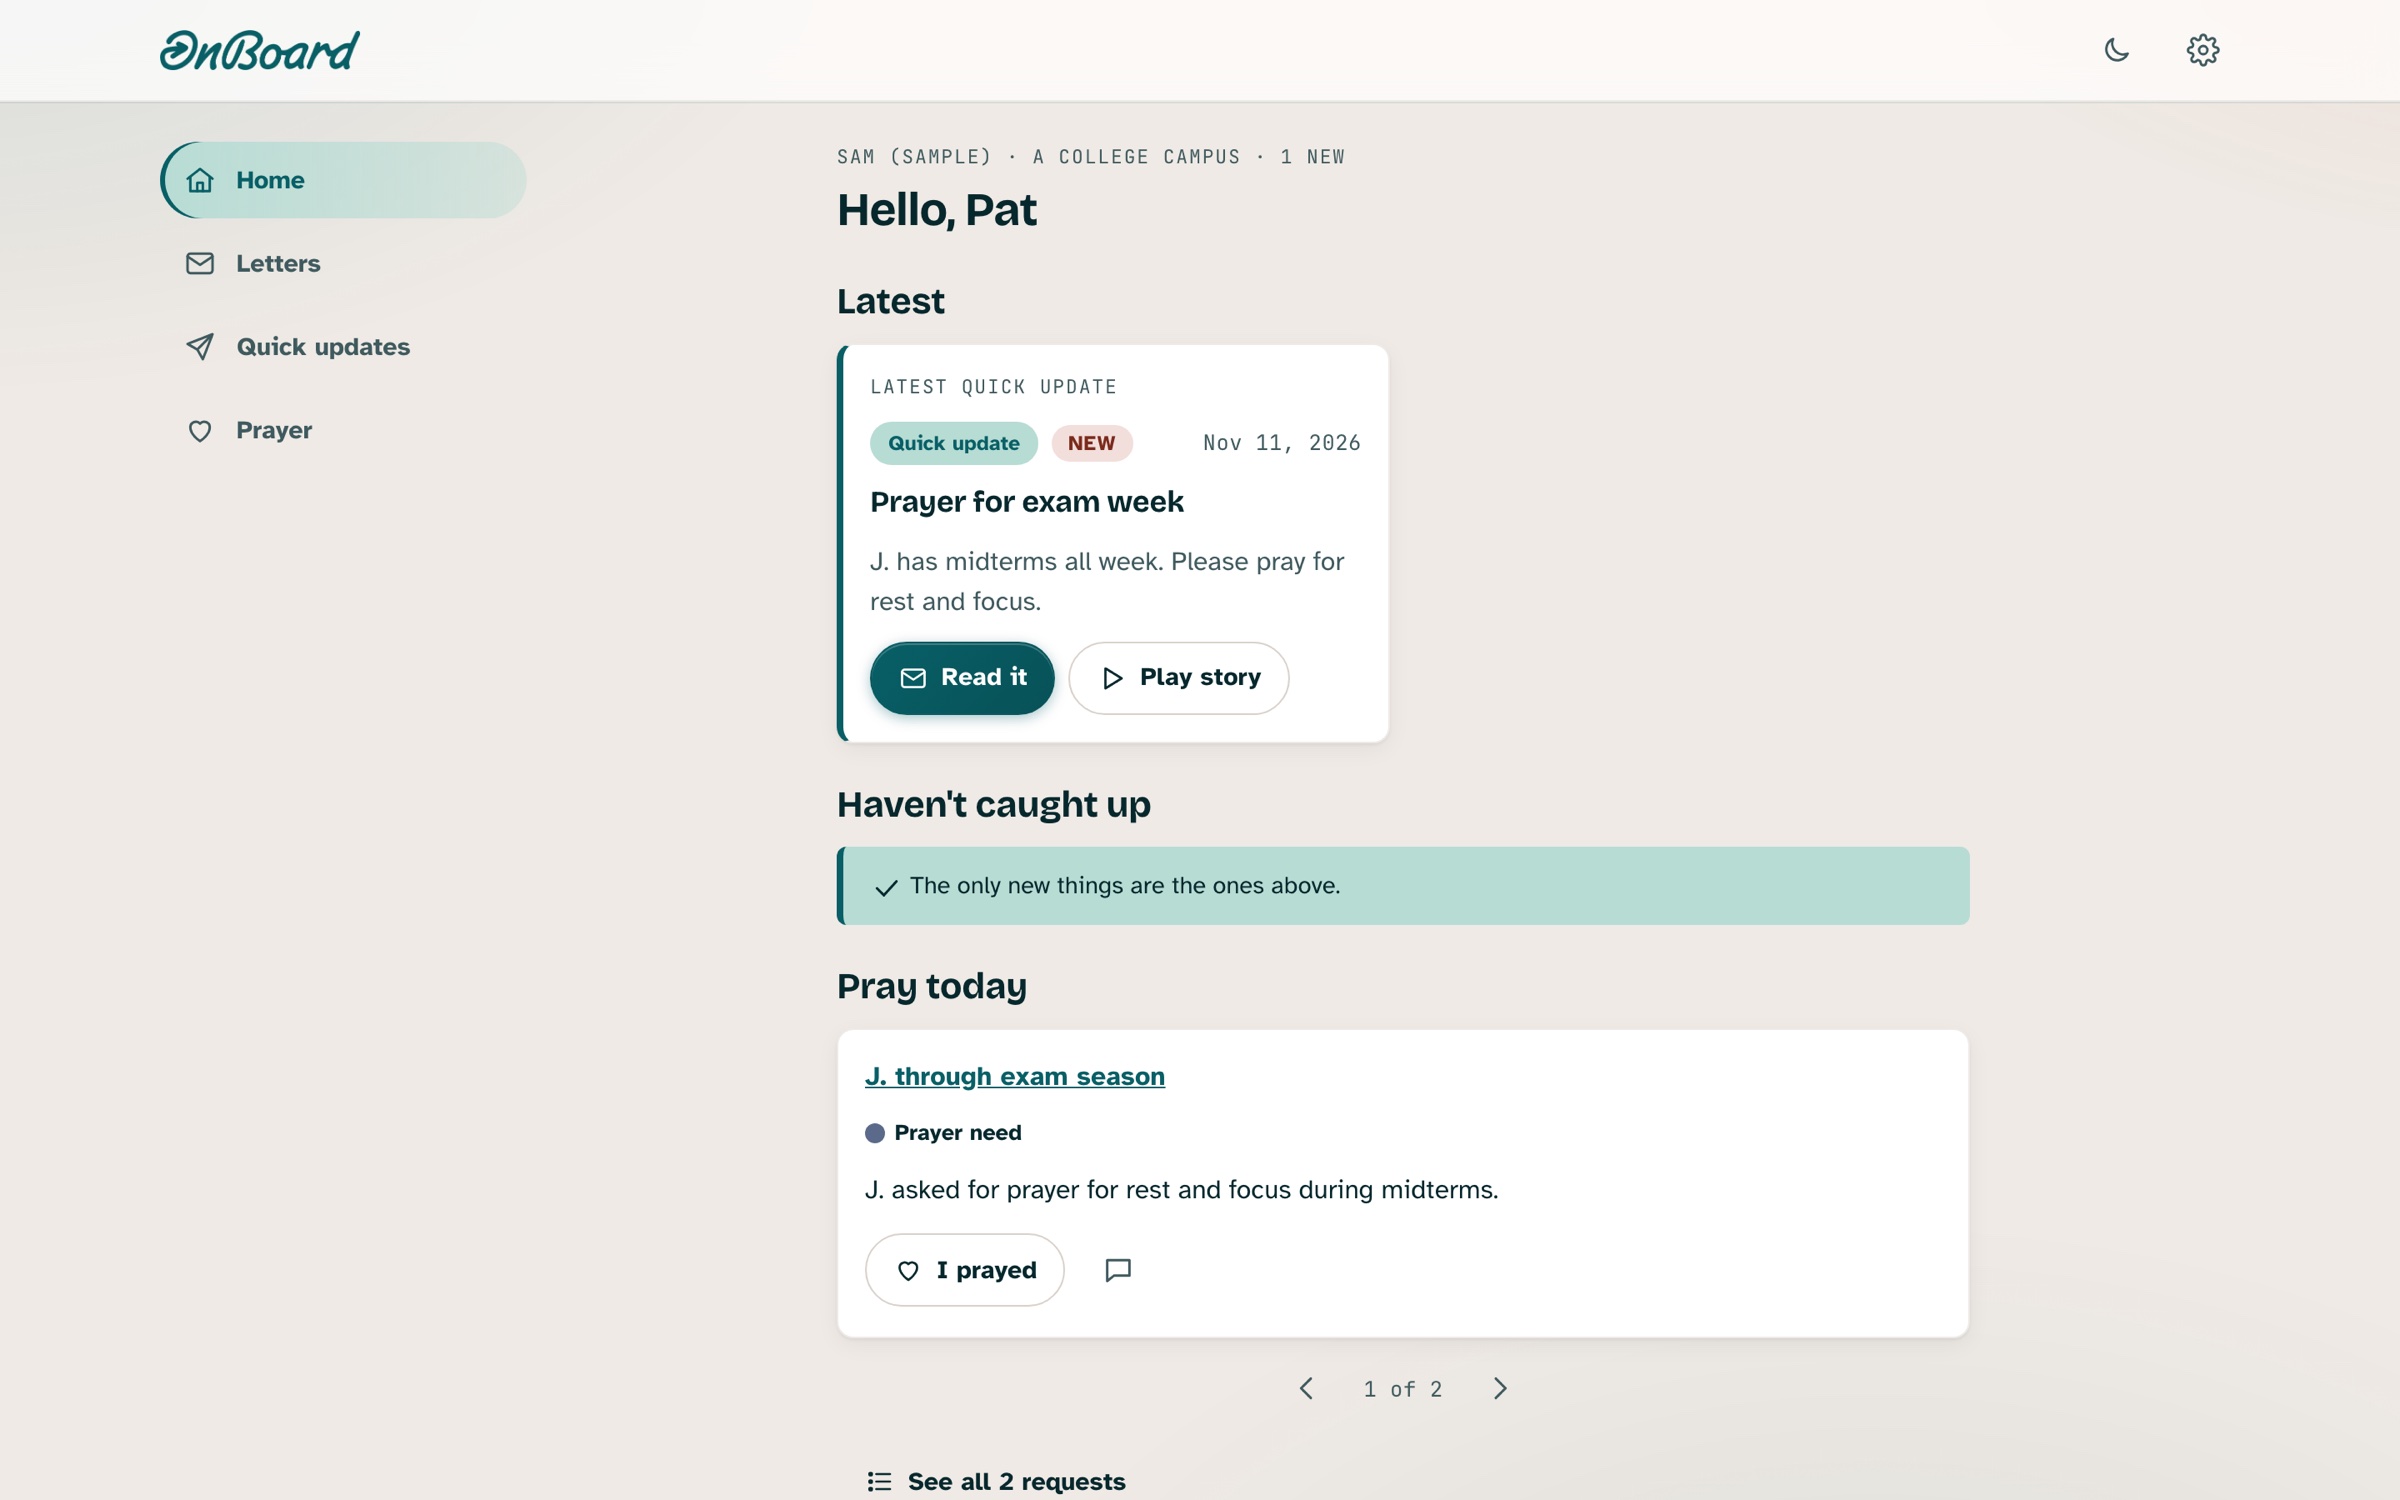 OnBoard
Home
Letters
Quick updates
Prayer
SAM (SAMPLE) · A COLLEGE CAMPUS · 1 NEW
Hello, Pat
Latest
LATEST QUICK UPDATE
Quick update NEW Nov 11, 2026
Prayer for exam week
J. has midterms all week. Please pray for
rest and focus.
Read it Play story
Haven't caught up
The only new things are the ones above.
Pray today
J. through exam season
Prayer need
J. asked for prayer for rest and focus during midterms.
I prayed
1 of 2
See all 2 requests